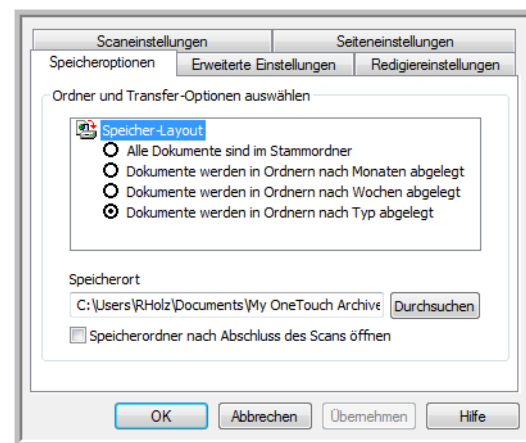 Scaneinstellungen Seiteneinstellungen
Speicheroptionen Erweiterte Einstellungen Redigiereinstellungen
Ordner und Transfer-Optionen auswählen
Speicher-Layout
Alle Dokumente sind im Stammordner
Dokumente werden in Ordnern nach Monaten abgelegt
Dokumente werden in Ordnern nach Wochen abgelegt
Dokumente werden in Ordnern nach Typ abgelegt
Speicherort
C:\Users\RHolz\Documents\My OneTouch Archive Durchsuchen
Speicherordner nach Abschluss des Scans öffnen
OK Abbrechen Übernehmen Hilfe